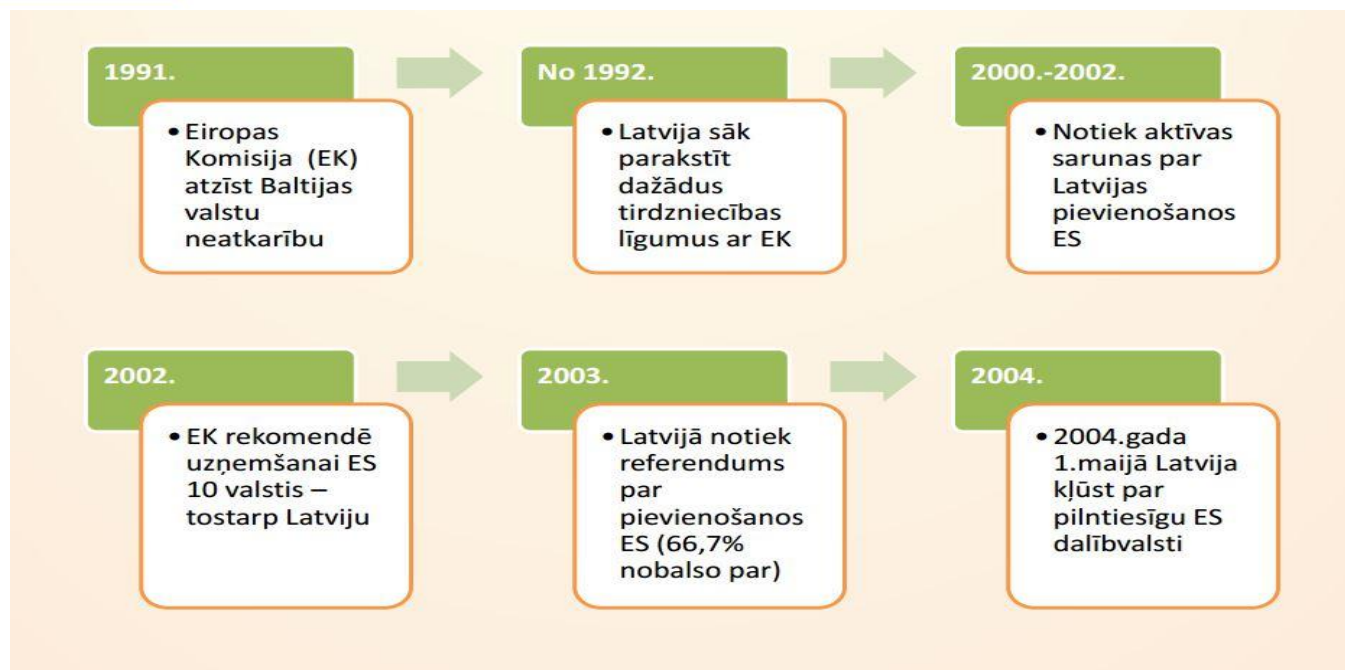 1991.
• Eiropas
Komisija (EK)
atzīst Baltijas
valstu
neatkarību
No 1992.
• Latvija sāk
parakstīt
dažādus
tirdzniecības
līgumus ar EK
2000.-2002.
• Notiek aktīvas
sarunas par
Latvijas
pievienošanos
ES
2002.
• EK rekomendē
uzņemšanai ES
10 valstis –
tostarp Latviju
2003.
• Latvijā notiek
referendums
par
pievienošanos
ES (66,7%
nobalso par)
2004.
• 2004.gada
1.maijā Latvija
kļūst par
pilntiesīgu ES
dalībvalsti